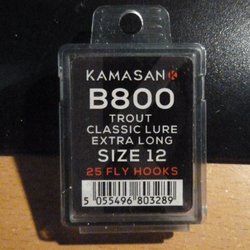 KAMASAN K
B800
TROUT
CLASSIC LURE
EXTRA LONG
SIZE 12
25 FLY HOOKS
5 055496 803289